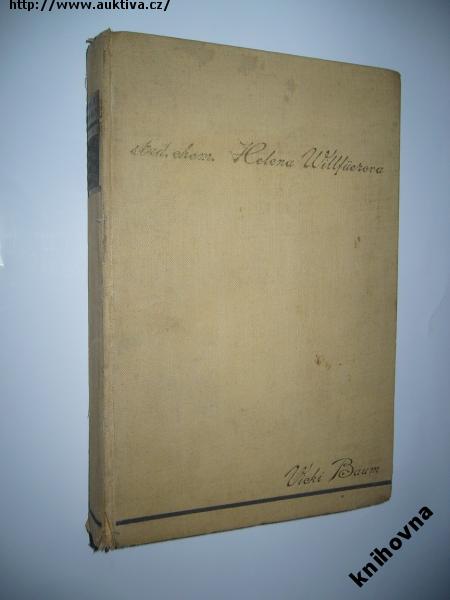 http://www.auktiva.cz/
stud. chem. Helena Willfüerova
Vicki Baum
knihovna